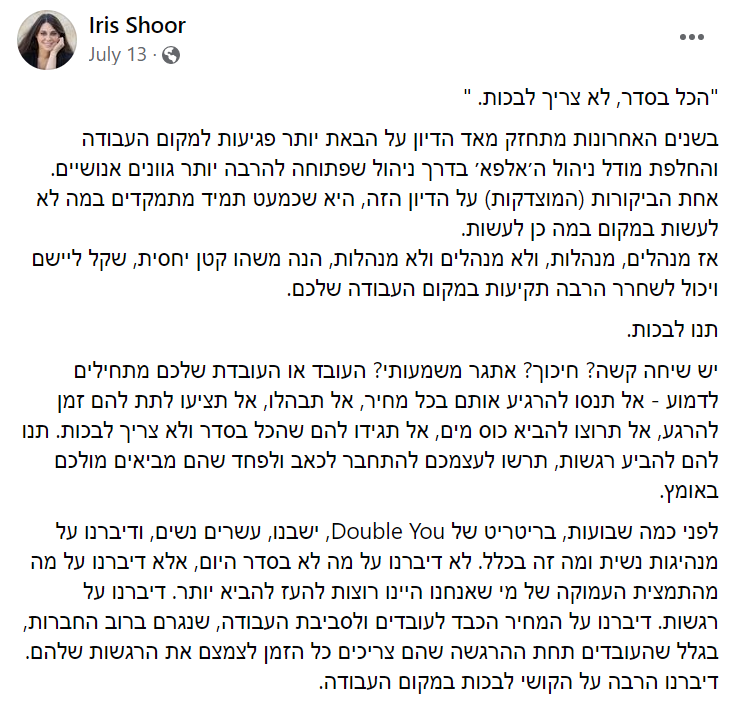 Iris Shoor
July 13 ·
"הכל בסדר, לא צריך לבכות. "
בשנים האחרונות מתחזק מאד הדיון על הבאת יותר פגיעות למקום העבודה
והחלפת מודל ניהול ה׳אלפא׳ בדרך ניהול שפתוחה להרבה יותר גוונים אנושיים.
אחת הביקורות (המוצדקות) על הדיון הזה, היא שכמעט תמיד מתמקדים במה לא
לעשות במקום במה כן לעשות.
אז מנהלים, מנהלות, ולא מנהלים ולא מנהלות, הנה משהו קטן יחסית, שקל ליישם
ויכול לשחרר הרבה תקיעות במקום העבודה שלכם.
תנו לבכות.
יש שיחה קשה? חיכוך? אתגר משמעותי? העובד או העובדת שלכם מתחילים
לדמוע - אל תנסו להרגיע אותם בכל מחיר, אל תבהלו, אל תציעו לתת להם זמן
להרגע, אל תרוצו להביא כוס מים, אל תגידו להם שהכל בסדר ולא צריך לבכות. תנו
להם להביע רגשות, תרשו לעצמכם להתחבר לכאב ולפחד שהם מביאים מולכם
באומץ.
לפני כמה שבועות, בריטריט של Double You, ישבנו, עשרים נשים, ודיברנו על
מנהיגות נשית ומה זה בכלל. לא דיברנו על מה לא בסדר היום, אלא דיברנו על מה
מהתמצית העמוקה של מי שאנחנו היינו רוצות להעז להביא יותר. דיברנו על
רגשות. דיברנו על המחיר הכבד לעובדים ולסביבת העבודה, שנגרם ברוב החברות,
בגלל שהעובדים תחת ההרגשה שהם צריכים כל הזמן לצמצם את הרגשות שלהם.
דיברנו הרבה על הקושי לבכות במקום העבודה.